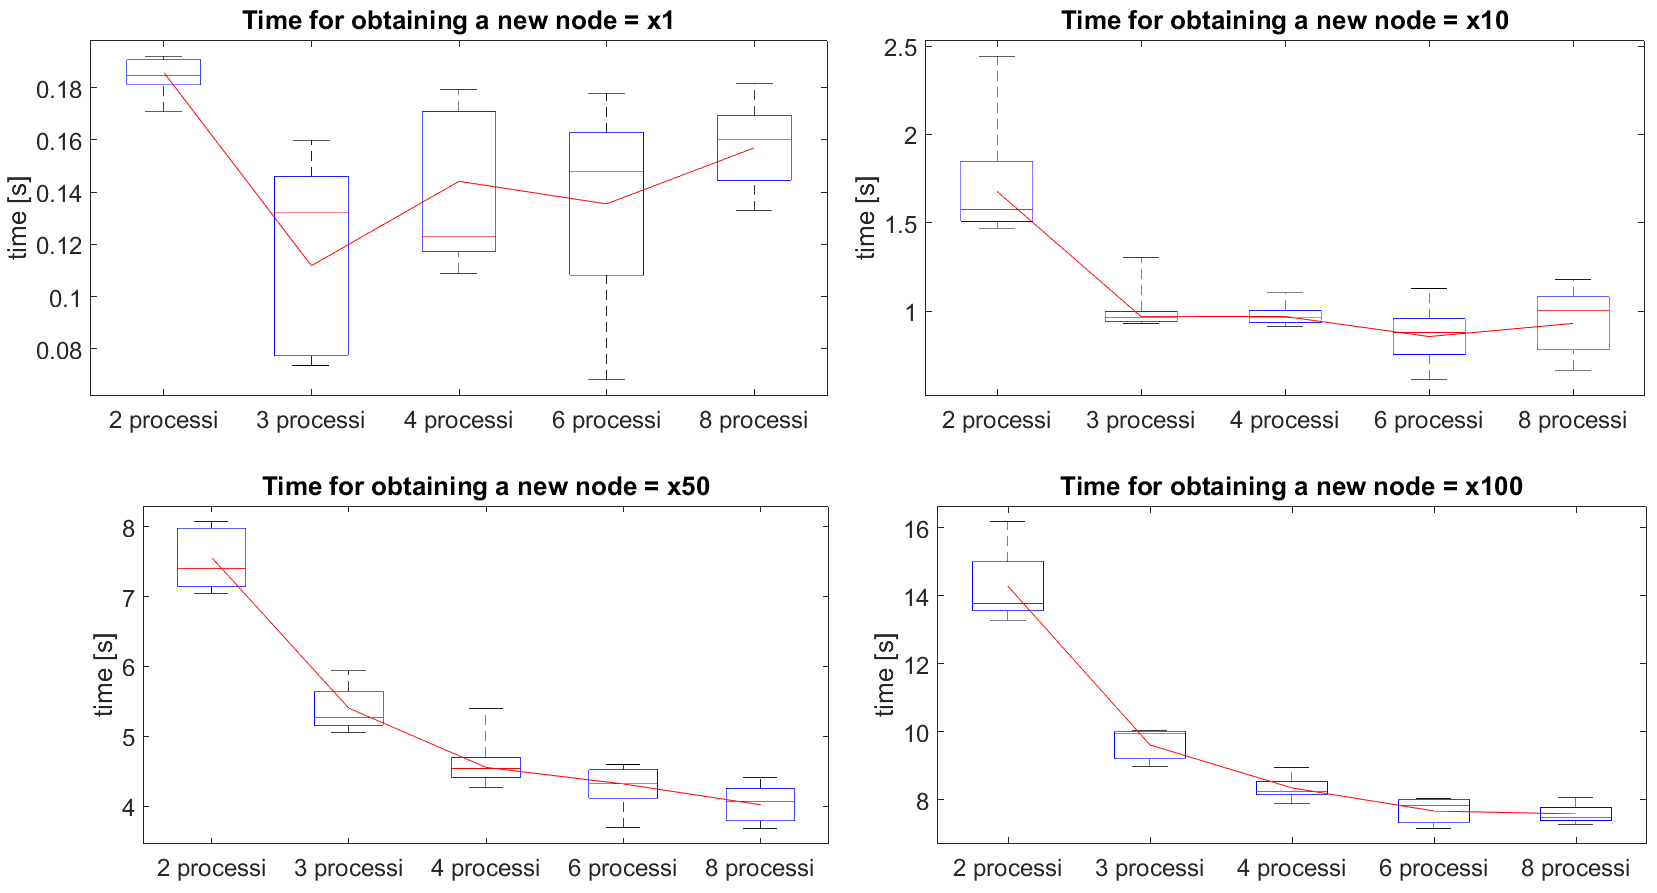 Time for obtaining a new node = x1
0.18
0.16
0.14
0.12
0.1
0.08
time [s]
2 processi 3 processi 4 processi 6 processi 8 processi
Time for obtaining a new node = x10
2.5
2
1.5
1
time [s]
2 processi 3 processi 4 processi 6 processi 8 processi
Time for obtaining a new node = x50
8
7
6
5
4
time [s]
2 processi 3 processi 4 processi 6 processi 8 processi
Time for obtaining a new node = x100
16
14
12
10
8
time [s]
2 processi 3 processi 4 processi 6 processi 8 processi